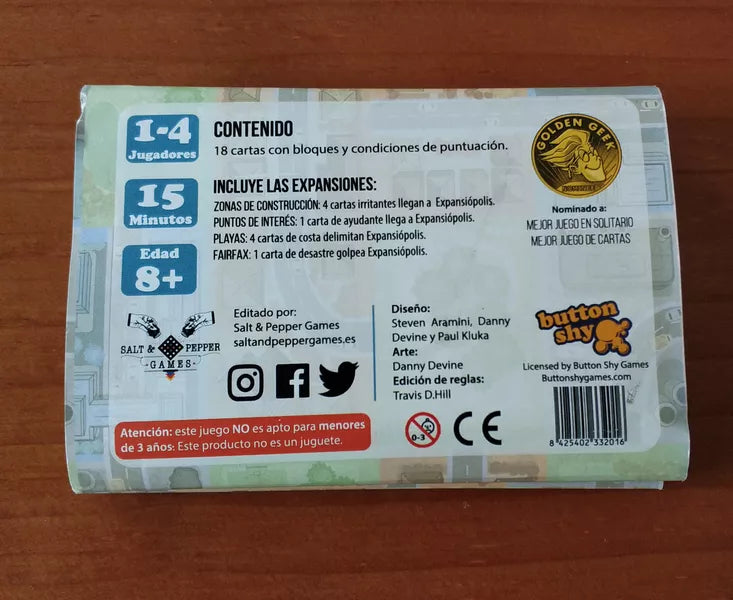 1-4
Jugadores
CONTENIDO
18 cartas con bloques y condiciones de puntuación.
15
Minutos
INCLUYE LAS EXPANSIONES:
ZONAS DE CONSTRUCCIÓN: 4 cartas irritantes llegan a Expansiópolis.
PUNTOS DE INTERÉS: 1 carta de ayudante llega a Expansiópolis.
PLAYAS: 4 cartas de costa delimitan Expansiópolis.
FAIRFAX: 1 carta de desastre golpea Expansiópolis.
Edad
8+
GOLDEN GEEK
NOMINEE
Nominado a:
MEJOR JUEGO EN SOLITARIO
MEJOR JUEGO DE CARTAS
SALT & PEPPER
GAMES
Editado por:
Salt & Pepper Games
saltandpeppergames.es
Diseño:
Steven Aramini, Danny
Devine y Paul Kluka
Arte:
Danny Devine
Edición de reglas:
Travis D.Hill
button
shy
Licensed by Button Shy Games
Buttonshygames.com
Atención: este juego NO es apto para menores
de 3 años: Este producto no es un juguete.
0-3
CE
8 425402 332016